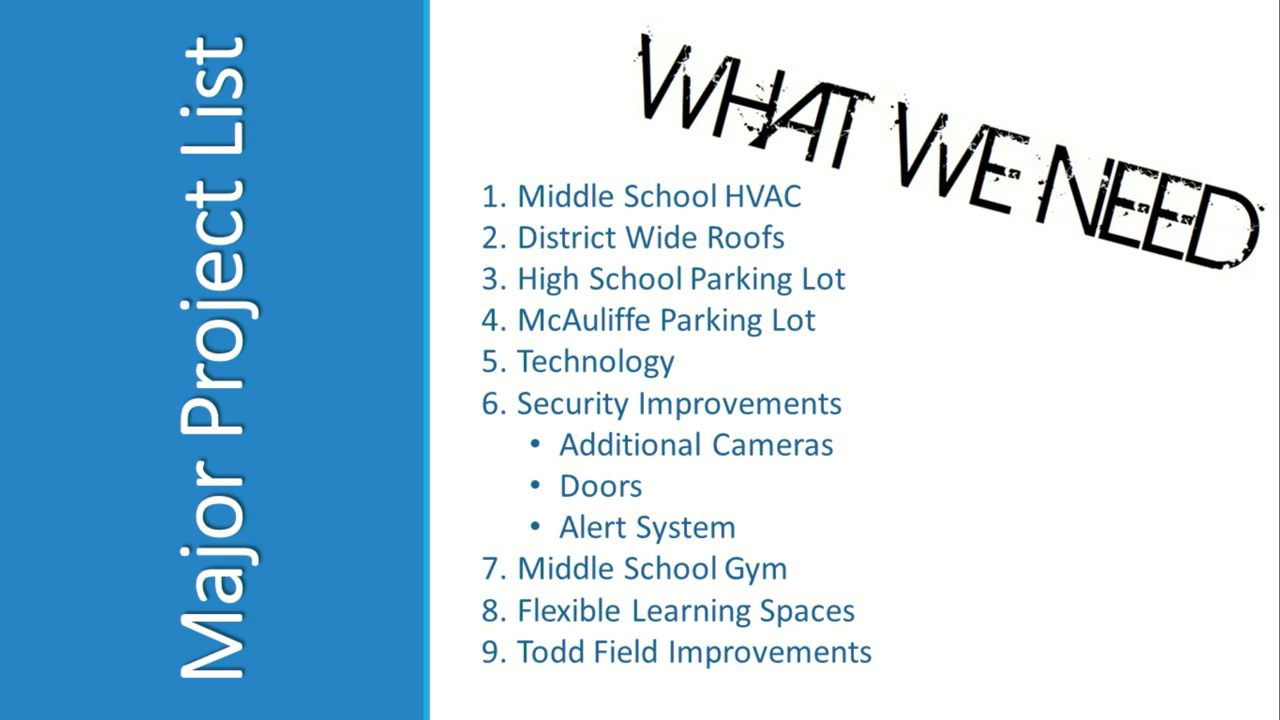 Major Project List
WHAT WE NEED
1. Middle School HVAC
2. District Wide Roofs
3. High School Parking Lot
4. McAuliffe Parking Lot
5. Technology
6. Security Improvements
• Additional Cameras
• Doors
• Alert System
7. Middle School Gym
8. Flexible Learning Spaces
9. Todd Field Improvements